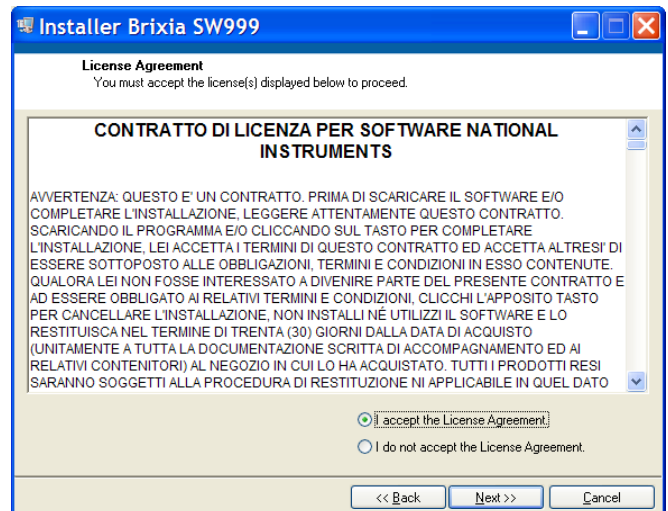 Installer Brixia SW999
License Agreement
You must accept the license(s) displayed below to proceed.
CONTRATTO DI LICENZA PER SOFTWARE NATIONAL
INSTRUMENTS
AVVERTENZA: QUESTO E' UN CONTRATTO. PRIMA DI SCARICARE IL SOFTWARE E/O
COMPLETARE L'INSTALLAZIONE, LEGGERE ATTENTAMENTE QUESTO CONTRATTO.
SCARICANDO IL PROGRAMMA E/O CLICCANDO SUL TASTO PER COMPLETARE
L'INSTALLAZIONE, LEI ACCETTA I TERMINI DI QUESTO CONTRATTO ED ACCETTA ALTRESI' DI
ESSERE SOTTOPOSTO ALLE OBBLIGAZIONI, TERMINI E CONDIZIONI IN ESSO CONTENUTE.
QUALORA LEI NON FOSSE INTERESSATO A DIVENIRE PARTE DEL PRESENTE CONTRATTO E
AD ESSERE OBBLIGATO AI RELATIVI TERMINI E CONDIZIONI, CLICCHI L'APPOSITO TASTO
PER CANCELLARE L'INSTALLAZIONE, NON INSTALLI NÉ UTILIZZI IL SOFTWARE E LO
RESTITUISCA NEL TERMINE DI TRENTA (30) GIORNI DALLA DATA DI ACQUISTO
(UNITAMENTE A TUTTA LA DOCUMENTAZIONE SCRITTA DI ACCOMPAGNAMENTO ED AI
RELATIVI CONTENITORI) AL NEGOZIO IN CUI LO HA ACQUISTATO. TUTTI I PRODOTTI RESI
SARANNO SOGGETTI ALLA PROCEDURA DI RESTITUZIONE NI APPLICABILE IN QUEL DATO
I accept the License Agreement.
I do not accept the License Agreement.
<< Back Next >> Cancel